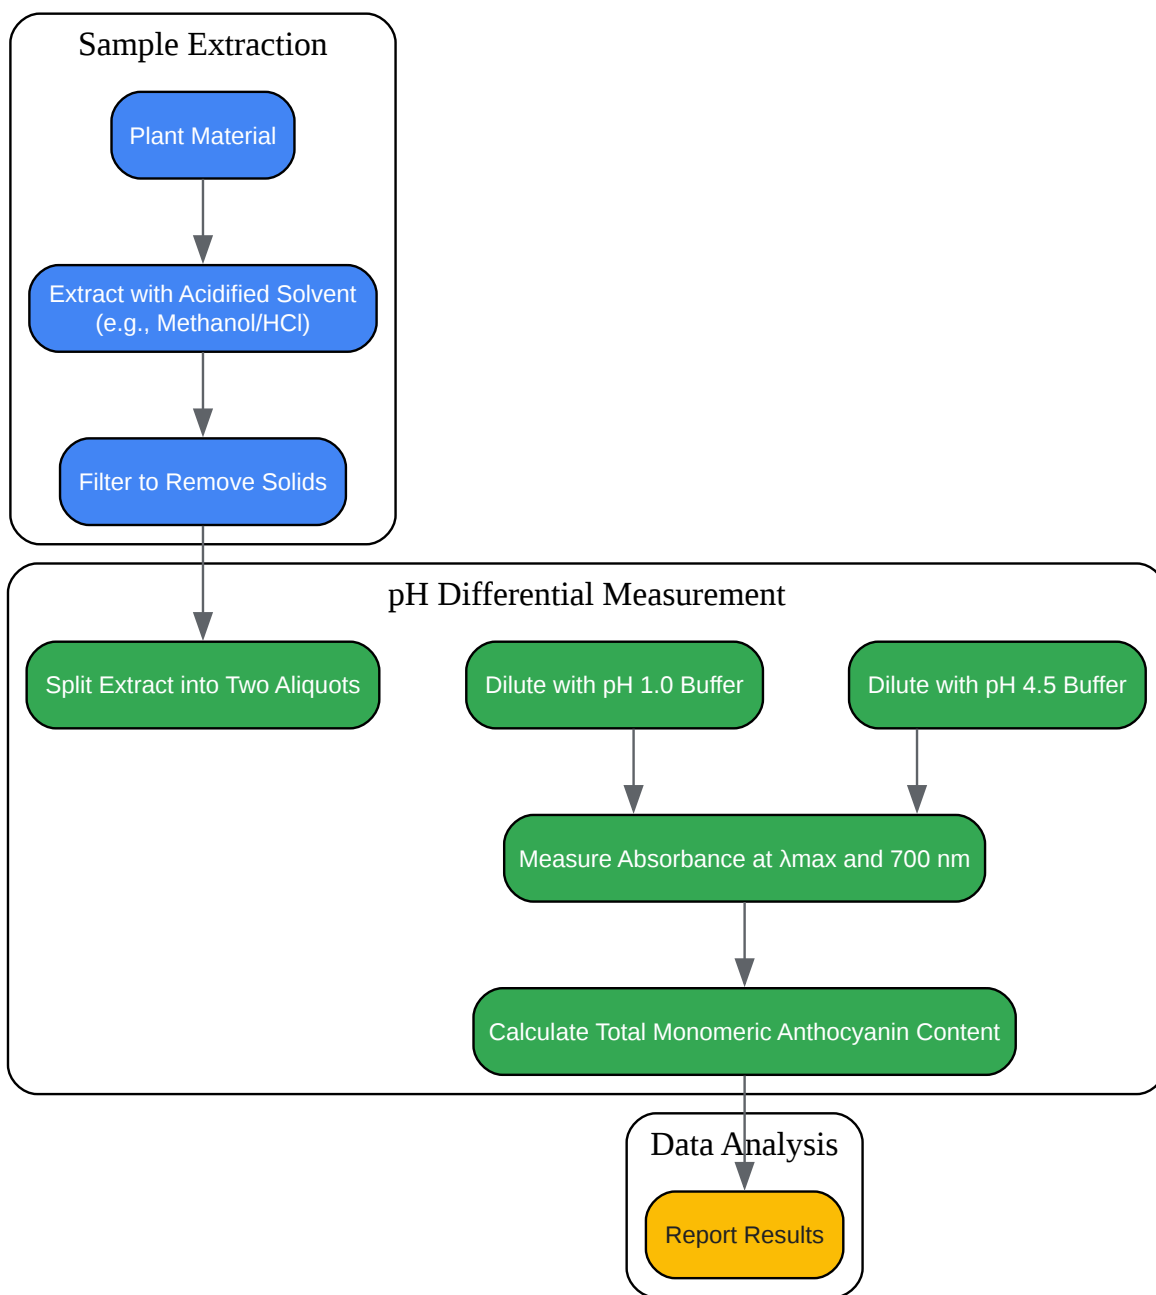 Sample Extraction
Plant Material
Extract with Acidified Solvent
(e.g., Methanol/HCl)
Filter to Remove Solids
pH Differential Measurement
Split Extract into Two Aliquots
Dilute with pH 1.0 Buffer
Dilute with pH 4.5 Buffer
Measure Absorbance at λmax and 700 nm
Calculate Total Monomeric Anthocyanin Content
Data Analysis
Report Results